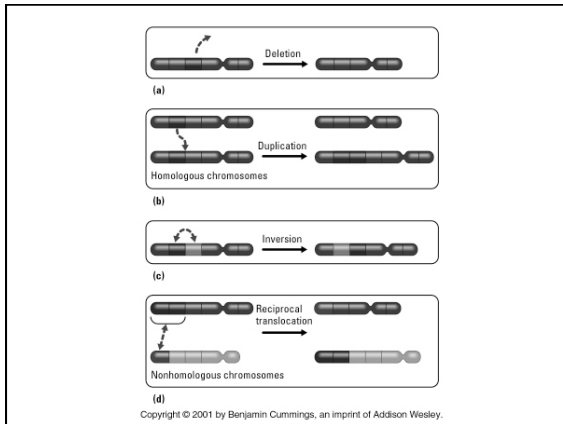 Deletion
(a)
Duplication
Homologous chromosomes
(b)
Inversion
(c)
Reciprocal
translocation
Nonhomologous chromosomes
(d)
Copyright © 2001 by Benjamin Cummings, an imprint of Addison Wesley.